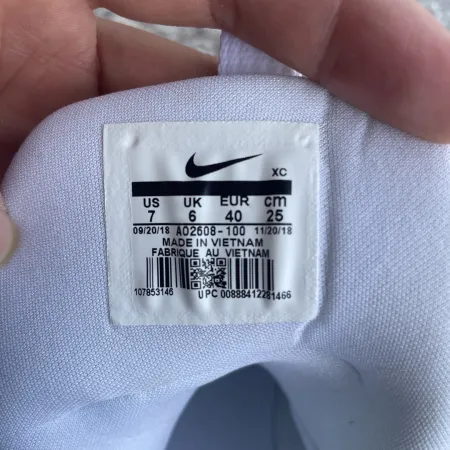 XC
US UK EUR cm
7 6 40 25
09/20/18 AO2608-100 11/20/18
MADE IN VIETNAM
FABRIQUE AU VIETNAM
107853146 UPC 00888412281466